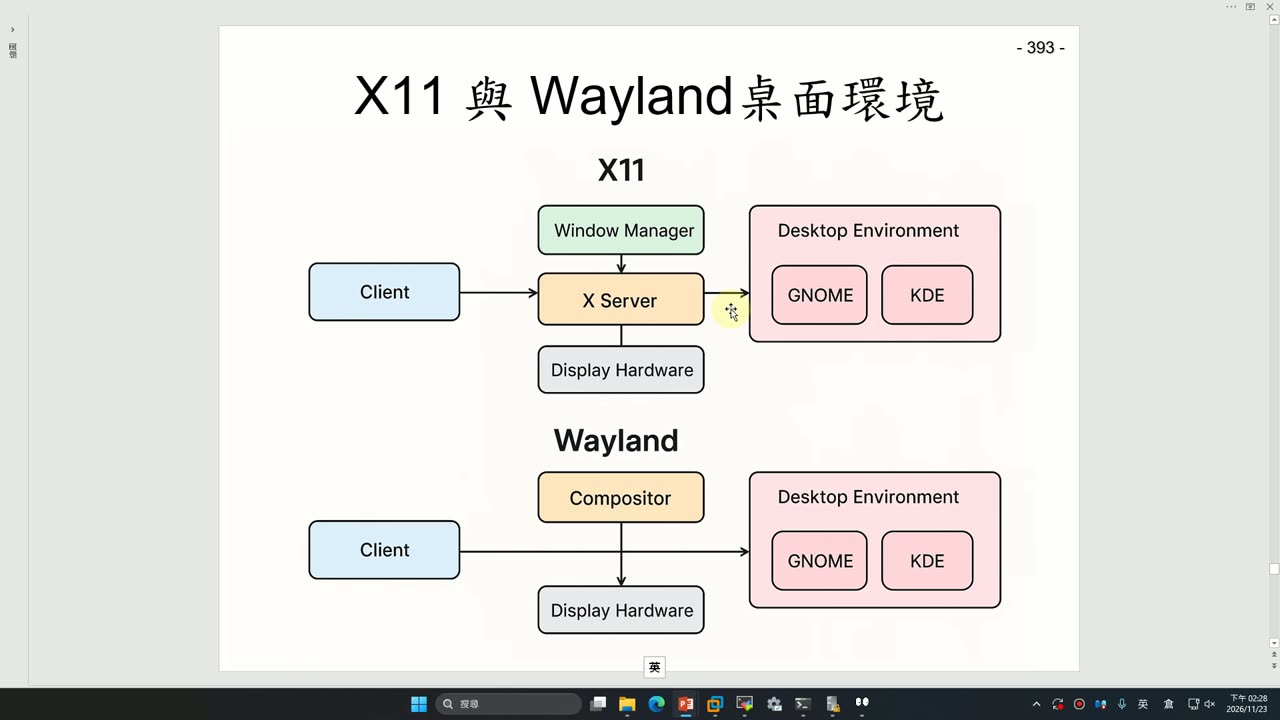 - 393 -
X11 與 Wayland桌面環境
X11
Window Manager
Desktop Environment
Client
X Server
GNOME
KDE
Display Hardware
Wayland
Compositor
Desktop Environment
Client
GNOME
KDE
Display Hardware
英
搜尋
英
下午 02:28
2026/11/23